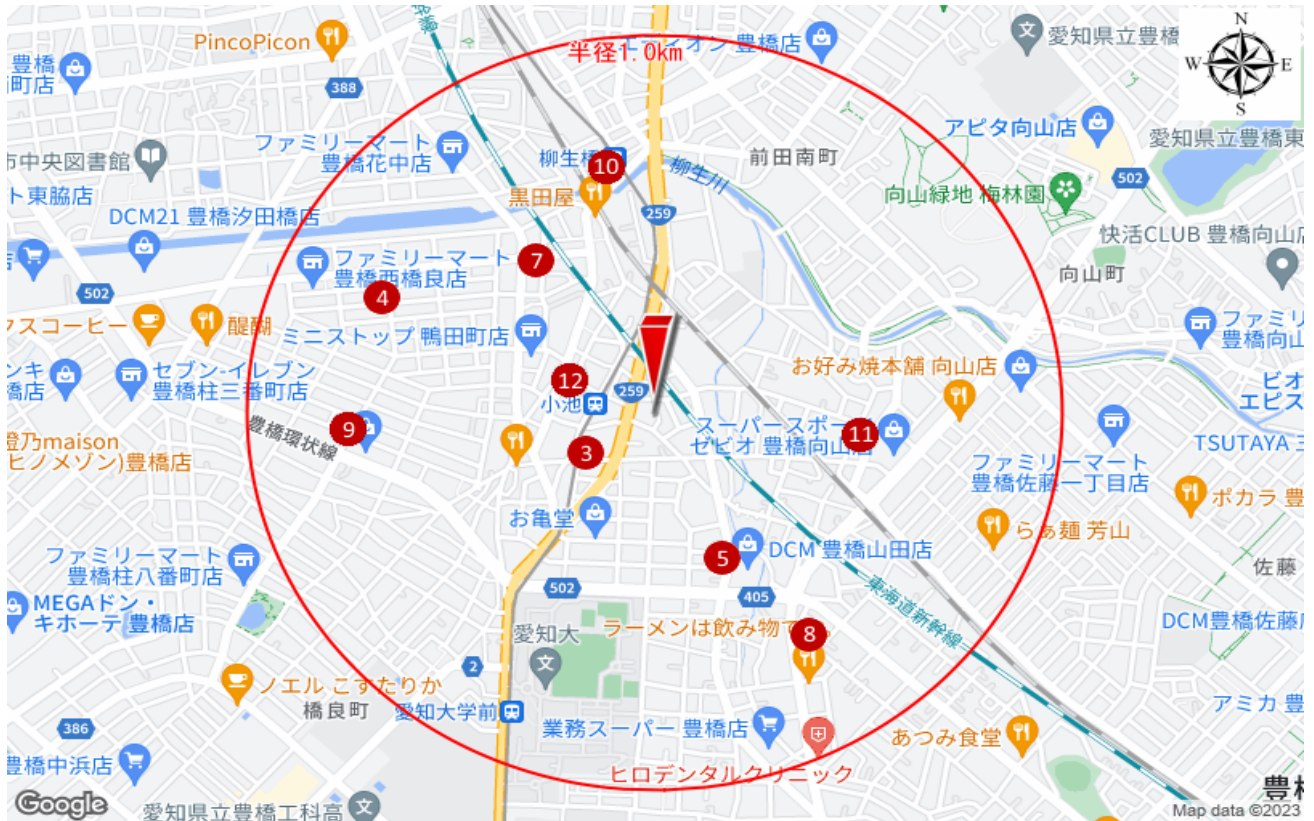 幹線
PincoPicon
イオン 豊橋店
愛知県立豊橋
N
W
E
S
半径1.0km
豊橋
町店
388
ファミリーマート
豊橋花中店
アピタ向山店
市中央図書館
柳生橋
10
前田南町
愛知県立豊橋東
502
ト東脇店
黒田屋
柳生川
向山緑地 梅林園
DCM21 豊橋汐田橋店
259
快活CLUB 豊橋向山店
7
ファミリーマート
豊橋西橋良店
向山町
502
4
クスコーヒー
醍醐
ミニストップ 鴨田町店
ファミリ
豊橋向山
セブン-イレブン
豊橋柱三番町店
お好み焼本舗 向山店
ンキ
橋店
12
259
小池
ビオ
エピス
豊橋環状線
9
スーパースポー
ゼビオ 豊橋向山店
11
TSUTAYA 三
maison
ヒノメゾン)豊橋店
3
ファミリーマート
豊橋佐藤一丁目店
ポカラ 豊
お亀堂
らぁ麺 芳山
ファミリーマート
豊橋柱八番町店
5
DCM 豊橋山田店
佐藤
502
405
東海道新幹線
MEGAドン・
キホーテ 豊橋店
愛知大
ラーメンは飲み物で
8
DCM豊橋佐藤
2
ノエル こすたりか
橋良町
愛知大学前
業務スーパー 豊橋店
アミカ 豊
386
あつみ食堂
豊橋中浜店
ヒロデンタルクリニック
豊橋
Google
愛知県立豊橋工科高
Map data ©2023